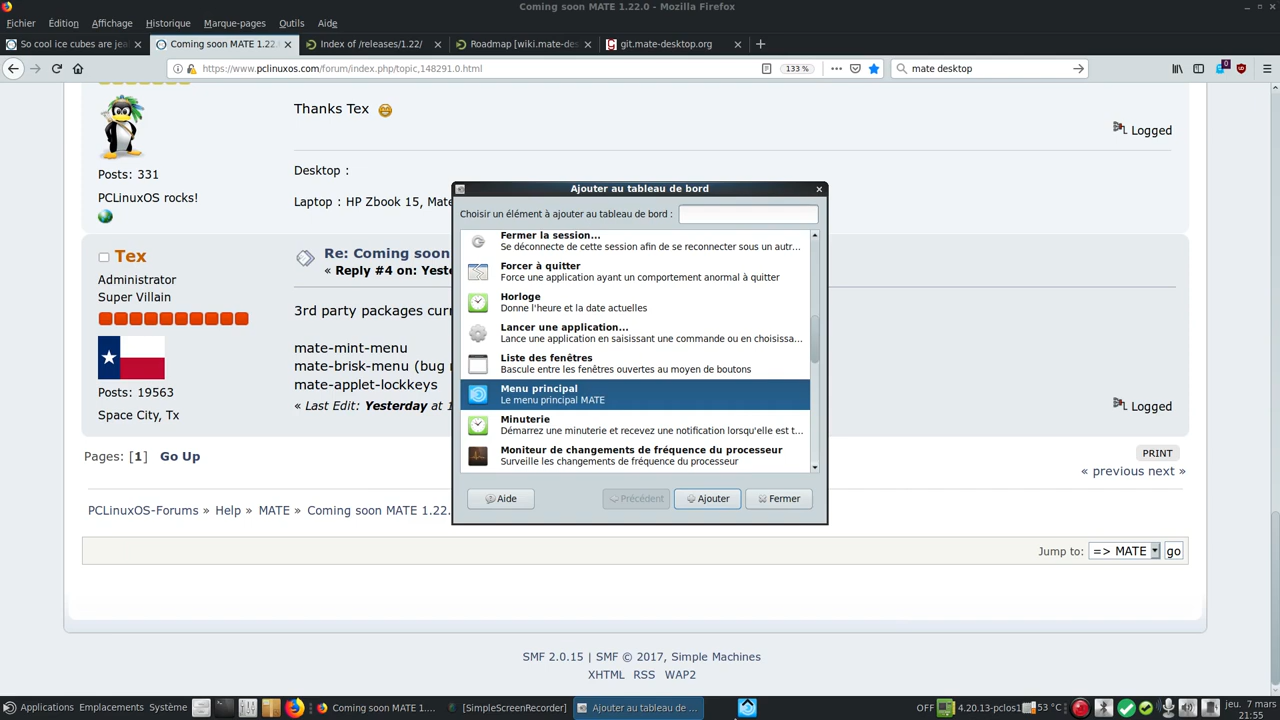 Coming soon MATE 1.22.0 - Mozilla Firefox
Fichier Édition Affichage Historique Marque-pages Outils Aide
So cool ice cubes are jea
Coming soon MATE 1.22.
Index of /releases/1.22/
Roadmap [wiki.mate-des
git.mate-desktop.org
https://www.pclinuxos.com/forum/index.php/topic,148291.0.html
133 %
mate desktop
0
Thanks Tex
Logged
Posts: 331
PCLinuxOS rocks!
Desktop :
Laptop : HP Zbook 15, Mate
Tex
Administrator
Super Villain
Posts: 19563
Space City, Tx
Re: Coming soon
« Reply #4 on: Yeste
3rd party packages curr
mate-mint-menu
mate-brisk-menu (bug r
mate-applet-lockkeys
« Last Edit: Yesterday at 1
Logged
Pages: [1] Go Up
PRINT
« previous next »
PCLinuxOS-Forums » Help » MATE » Coming soon MATE 1.22.
Jump to: => MATE go
SMF 2.0.15 | SMF © 2017, Simple Machines
XHTML RSS WAP2
Ajouter au tableau de bord
Choisir un élément à ajouter au tableau de bord :
Fermer la session...
Se déconnecte de cette session afin de se reconnecter sous un autr...
Forcer à quitter
Force une application ayant un comportement anormal à quitter
Horloge
Donne l'heure et la date actuelles
Lancer une application...
Lance une application en saisissant une commande ou en choisissa...
Liste des fenêtres
Bascule entre les fenêtres ouvertes au moyen de boutons
Menu principal
Le menu principal MATE
Minuterie
Démarrez une minuterie et recevez une notification lorsqu'elle est t...
Moniteur de changements de fréquence du processeur
Surveille les changements de fréquence du processeur
Aide Précédent Ajouter Fermer
Applications Emplacements Système
Coming soon MATE 1....
[SimpleScreenRecorder]
Ajouter au tableau de ...
OFF
4.20.13-pclos1
53 °C
jeu. 7 mars
21:55